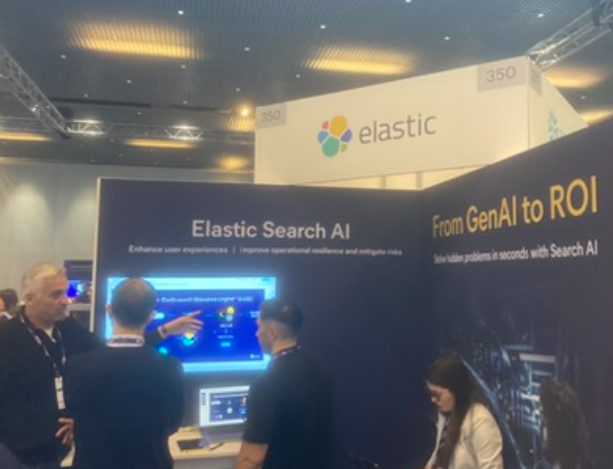 350
350
elastic
Elastic Search AI
Enhance user experiences | Improve operational resilience and mitigate risks
From GenAI to ROI
Solve hidden problems in seconds with Search AI